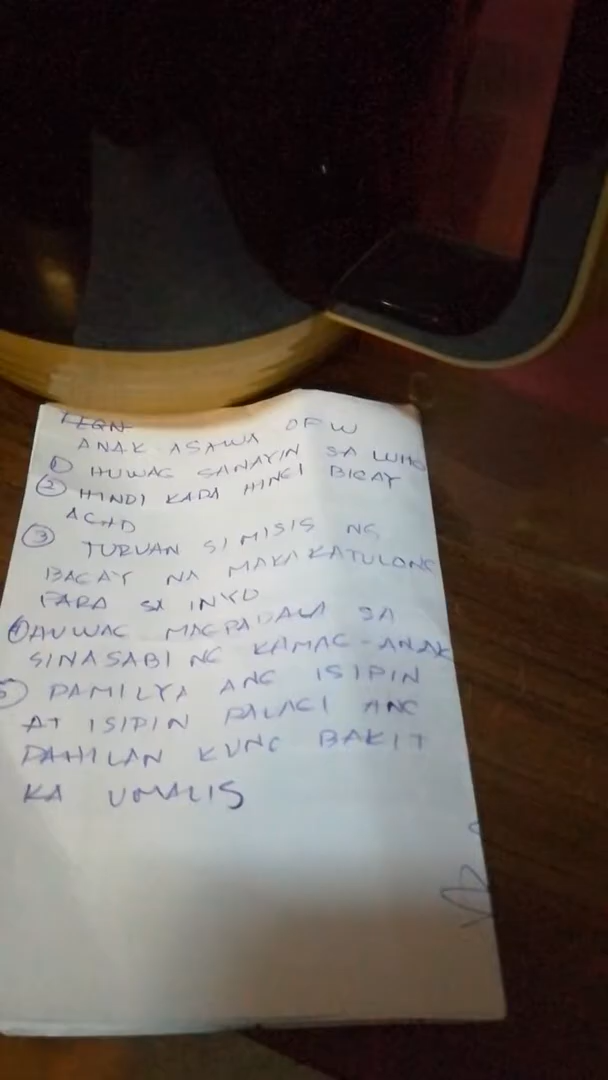 ANAK ASAWA OFW
① HUWAG SANAYIN SA LUHO
② HINDI KADA HINGI BIGAY
AGAD
③ TURUAN SI MISIS NG
BAGAY NA MAKAKATULONG
PARA SA INYO
④ HUWAG MAGPADALA SA
SINASABI NG KAMAG-ANAK
⑤ PAMILYA ANG ISIPIN
AT ISIPIN PALAGI ANG
DAHILAN KUNG BAKIT
KA UMALIS